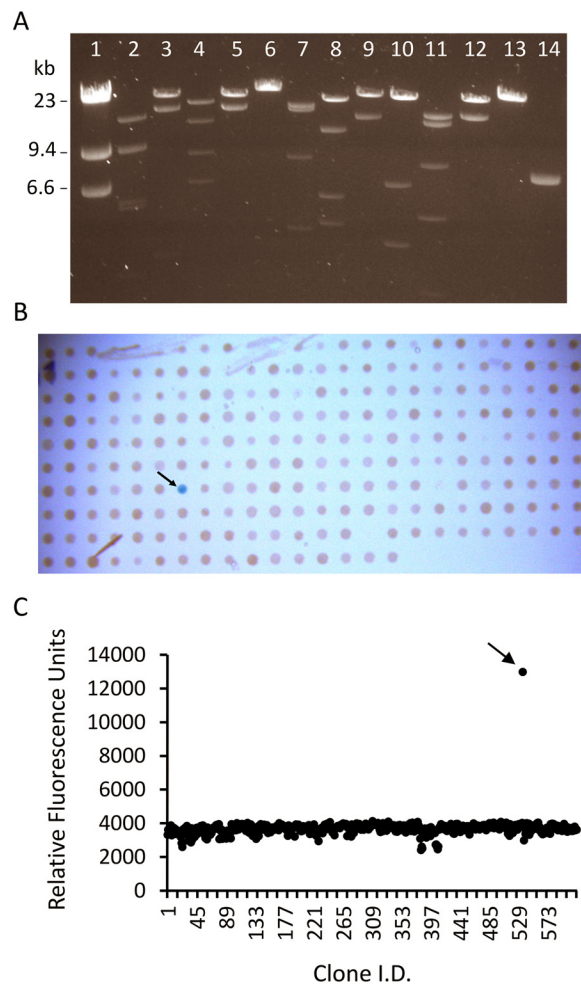 A
1 2 3 4 5 6 7 8 9 10 11 12 13 14
kb
23
9.4
6.6
B
C
Relative Fluorescence Units
14000
12000
10000
8000
6000
4000
2000
0
1 45 89 133 177 221 265 309 353 397 441 485 529 573
Clone I.D.